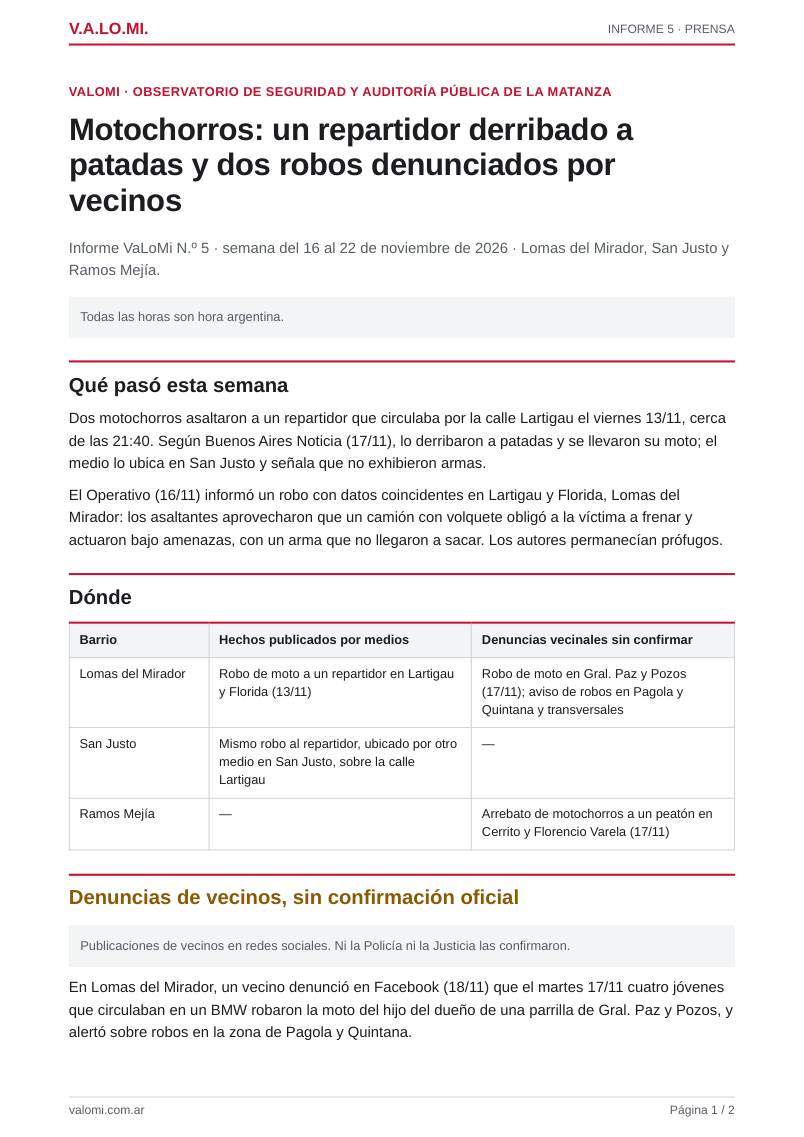 V.A.LO.MI.
INFORME 5 · PRENSA
VALOMI · OBSERVATORIO DE SEGURIDAD Y AUDITORÍA PÚBLICA DE LA MATANZA
Motochorros: un repartidor derribado a
patadas y dos robos denunciados por
vecinos
Informe VaLoMi N.º 5 · semana del 16 al 22 de noviembre de 2026 · Lomas del Mirador, San Justo y
Ramos Mejía.
Todas las horas son hora argentina.
Qué pasó esta semana
Dos motochorros asaltaron a un repartidor que circulaba por la calle Lartigau el viernes 13/11, cerca
de las 21:40. Según Buenos Aires Noticia (17/11), lo derribaron a patadas y se llevaron su moto; el
medio lo ubica en San Justo y señala que no exhibieron armas.
El Operativo (16/11) informó un robo con datos coincidentes en Lartigau y Florida, Lomas del
Mirador: los asaltantes aprovecharon que un camión con volquete obligó a la víctima a frenar y
actuaron bajo amenazas, con un arma que no llegaron a sacar. Los autores permanecían prófugos.
Dónde
Barrio
Hechos publicados por medios
Denuncias vecinales sin confirmar
Lomas del Mirador
Robo de moto a un repartidor en Lartigau
y Florida (13/11)
Robo de moto en Gral. Paz y Pozos
(17/11); aviso de robos en Pagola y
Quintana y transversales
San Justo
Mismo robo al repartidor, ubicado por otro
medio en San Justo, sobre la calle
Lartigau
—
Ramos Mejía
—
Arrebato de motochorros a un peatón en
Cerrito y Florencio Varela (17/11)
Denuncias de vecinos, sin confirmación oficial
Publicaciones de vecinos en redes sociales. Ni la Policía ni la Justicia las confirmaron.
En Lomas del Mirador, un vecino denunció en Facebook (18/11) que el martes 17/11 cuatro jóvenes
que circulaban en un BMW robaron la moto del hijo del dueño de una parrilla de Gral. Paz y Pozos, y
alertó sobre robos en la zona de Pagola y Quintana.
valomi.com.ar
Página 1 / 2